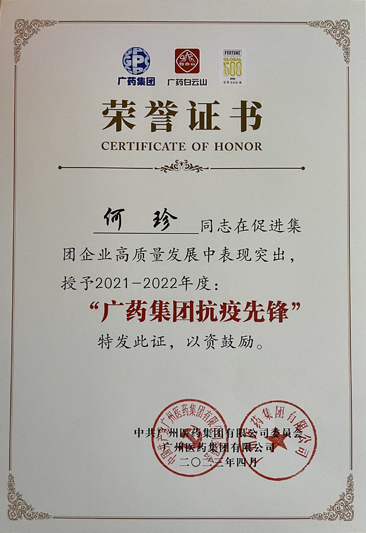 GPC
广药集团
广药白云山
FORTUNE
GLOBAL
500
荣誉证书
CERTIFICATE OF HONOR
何珍同志在促进集
团企业高质量发展中表现突出，
授予2021-2022年度：
“广药集团抗疫先锋”
特发此证，以资鼓励。
中共广州医药集团有限公司委员会
广州医药集团有限公司
二〇二三年四月